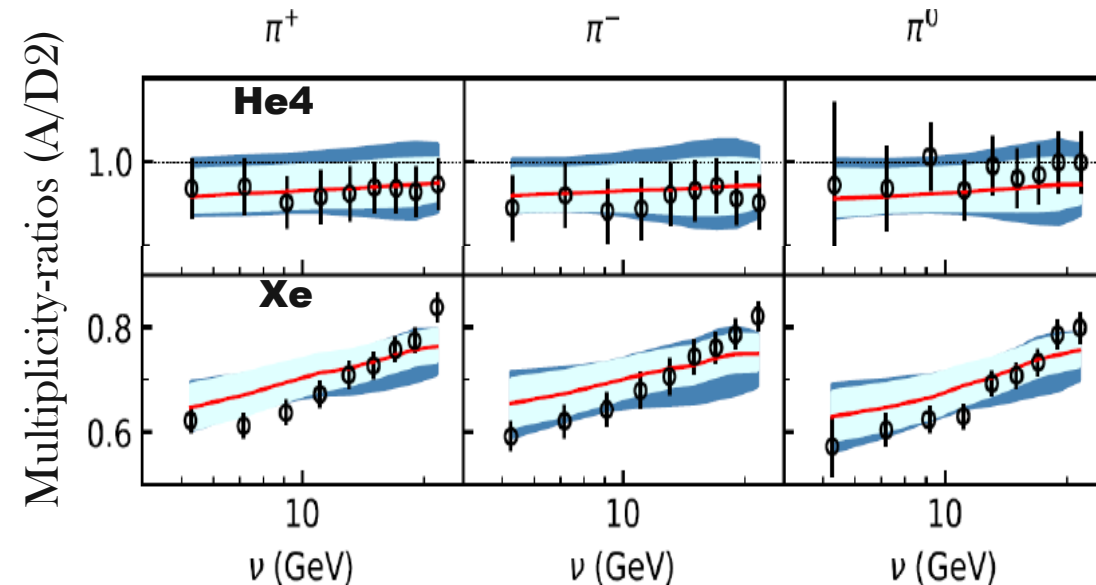 π⁺ π⁻ π⁰
Multiplicity-ratios (A/D2)
He4
1.0
Xe
0.8
0.6
10 10 10
ν (GeV) ν (GeV) ν (GeV)